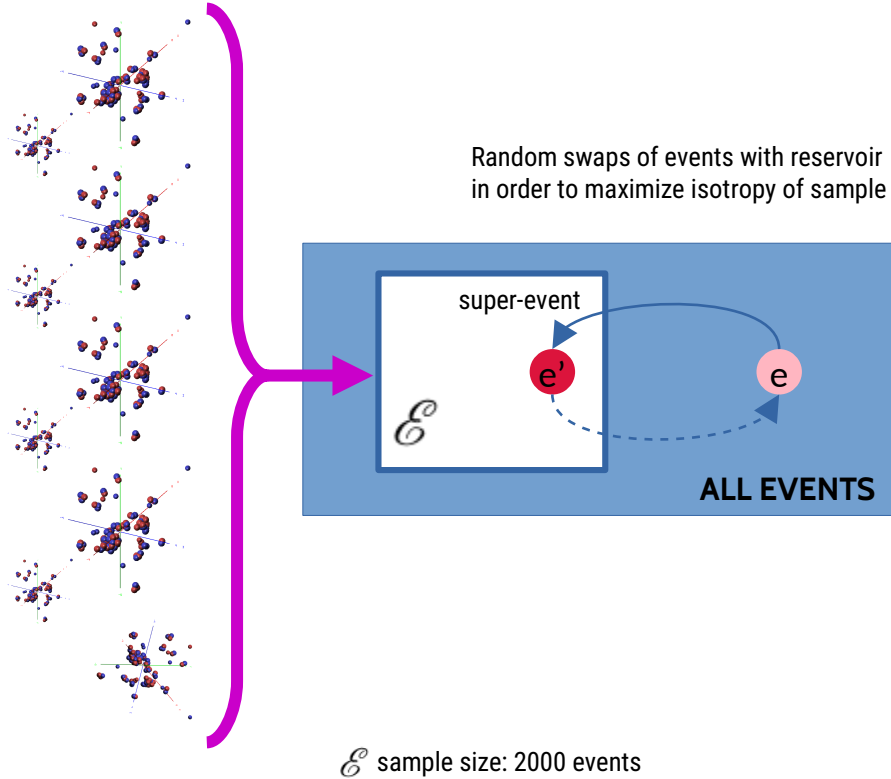 Random swaps of events with reservoir
in order to maximize isotropy of sample
super-event
e’
e
ℰ
ALL EVENTS
ℰ sample size: 2000 events